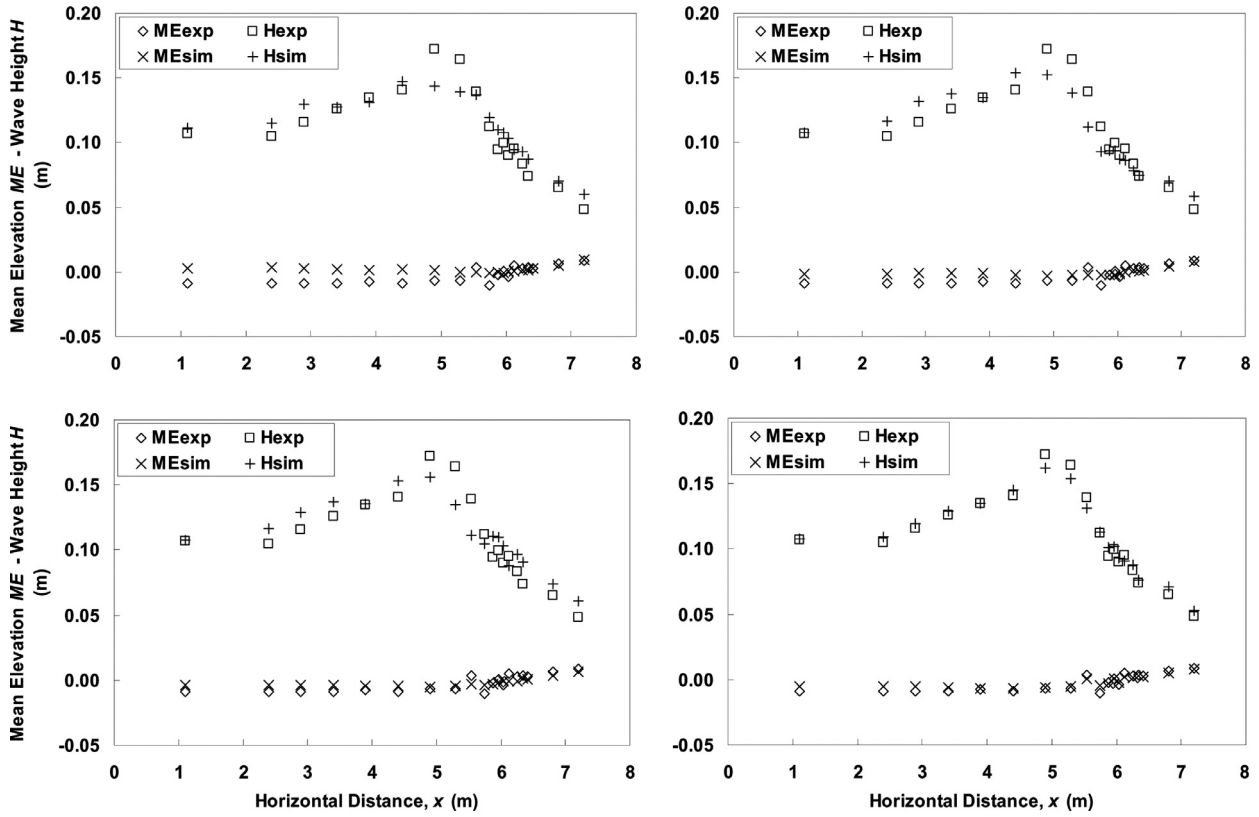 Mean Elevation ME - Wave Height H
(m)
0.20
0.15
0.10
0.05
0.00
-0.05
MEexp Hexp
MEsim Hsim
0 1 2 3 4 5 6 7 8
0.20
0.15
0.10
0.05
0.00
-0.05
MEexp Hexp
MEsim Hsim
0 1 2 3 4 5 6 7 8
Mean Elevation ME - Wave Height H
(m)
0.20
0.15
0.10
0.05
0.00
-0.05
MEexp Hexp
MEsim Hsim
0 1 2 3 4 5 6 7 8
Horizontal Distance, x (m)
0.20
0.15
0.10
0.05
0.00
-0.05
MEexp Hexp
MEsim Hsim
0 1 2 3 4 5 6 7 8
Horizontal Distance, x (m)